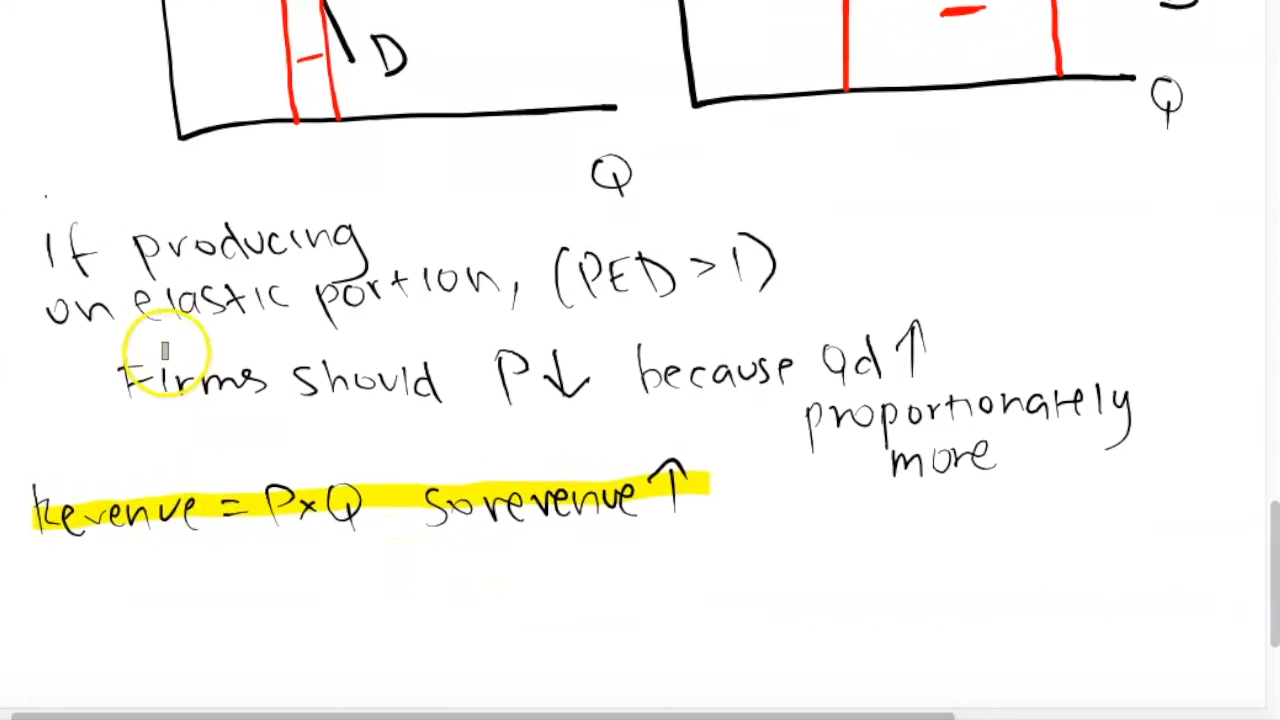 D
Q
Q
If producing
on elastic portion, (PED > 1)
Firms should P↓ because Qd↑
proportionately
more
Revenue = P×Q so revenue ↑